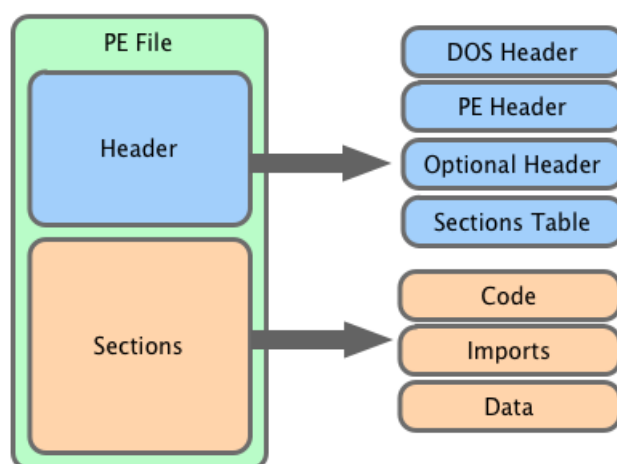 PE File
Header
Sections
DOS Header
PE Header
Optional Header
Sections Table
Code
Imports
Data